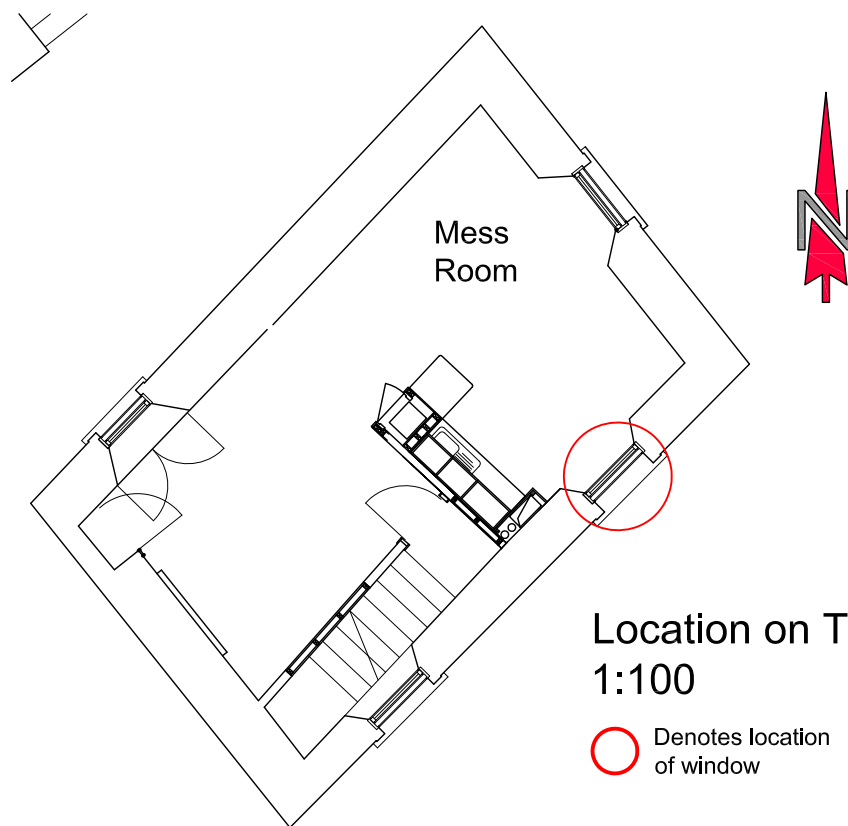 Mess
Room
N
Location on T
1:100
Denotes location
of window